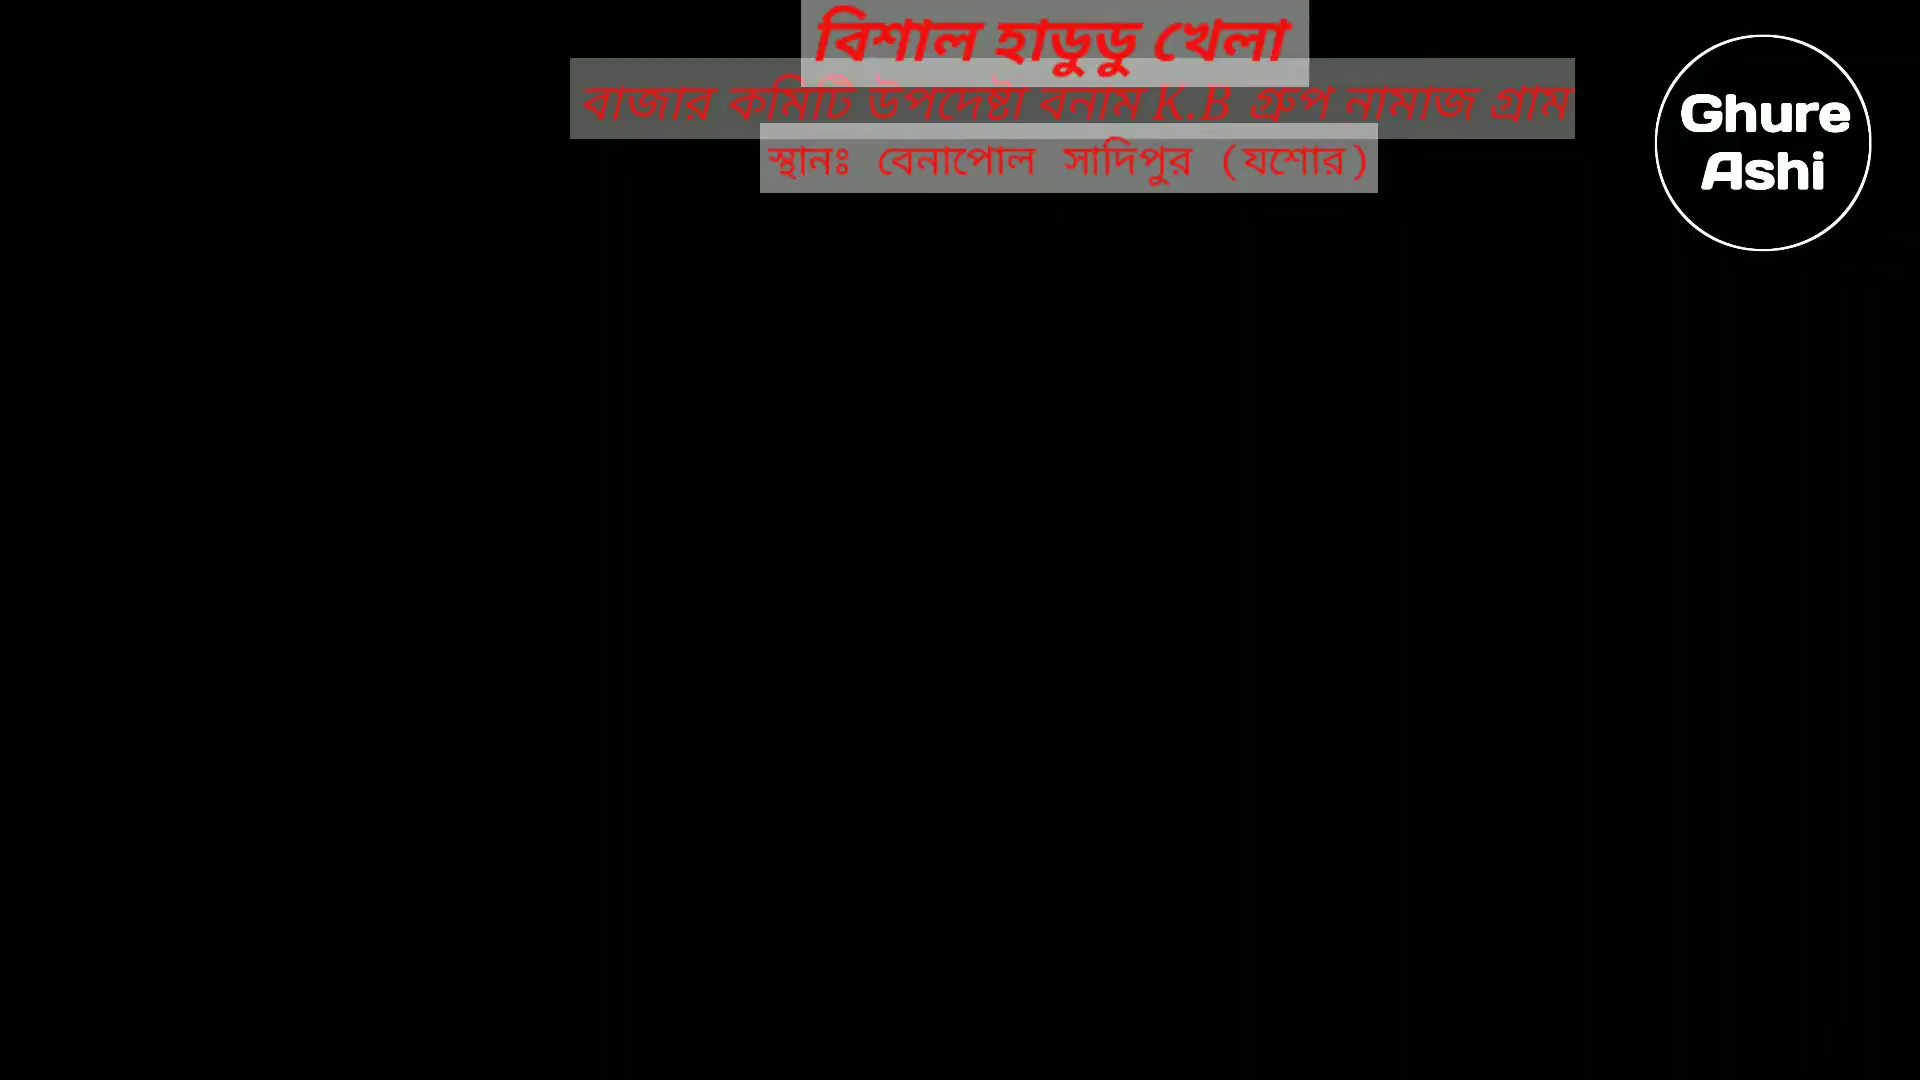 বিশাল হাডুডু খেলা
বাজার কমিটি উপদেষ্টা বনাম K.B গ্রুপ নামাজ গ্রাম
স্থানঃ বেনাপোল সাদিপুর (যশোর)
Ghure
Ashi